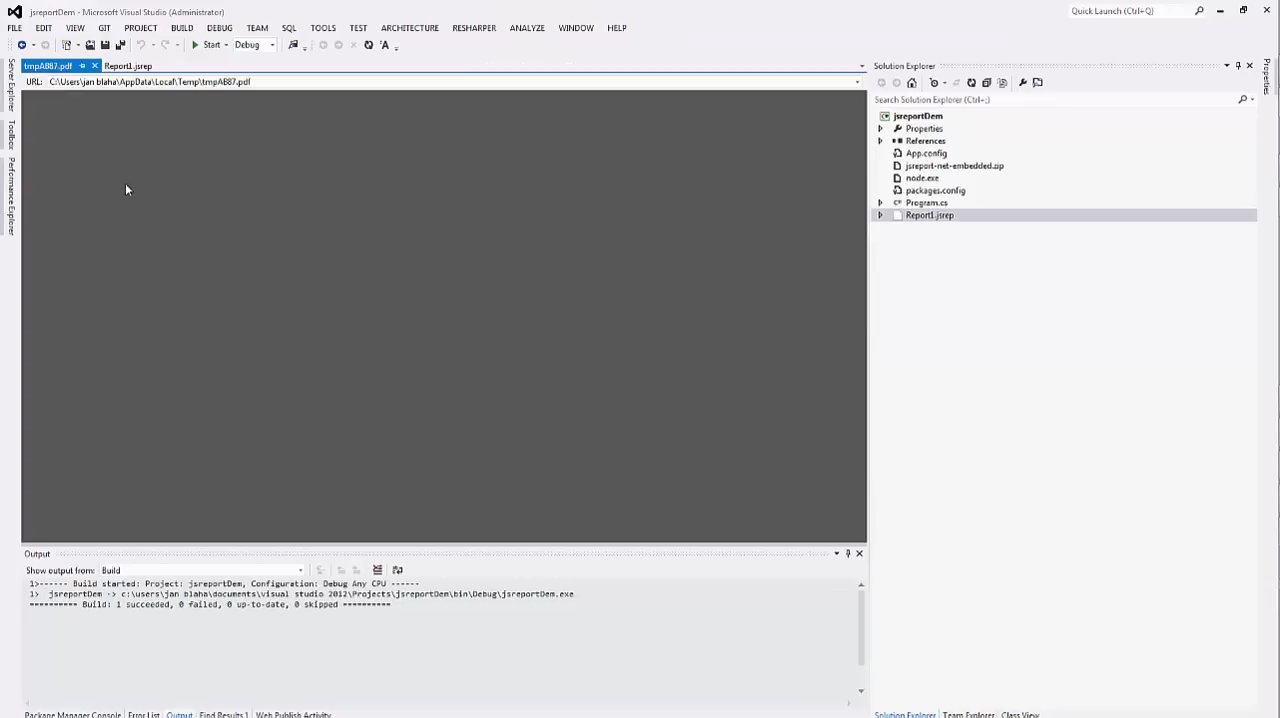 jsreportDem - Microsoft Visual Studio (Administrator)
Quick Launch (Ctrl+Q)
FILE EDIT VIEW GIT PROJECT BUILD DEBUG TEAM SQL TOOLS TEST ARCHITECTURE RESHARPER ANALYZE WINDOW HELP
Start Debug
tmpAB87.pdf Report1.jsrep
URL: C:\Users\jan blaha\AppData\Local\Temp\tmpAB87.pdf
Server Explorer
Toolbox
Performance Explorer
Solution Explorer
Search Solution Explorer (Ctrl+;)
jsreportDem
Properties
References
App.config
jsreport-net-embedded.zip
node.exe
packages.config
Program.cs
Report1.jsrep
Properties
Output
Show output from: Build
1>------ Build started: Project: jsreportDem, Configuration: Debug Any CPU ------
1>  jsreportDem -> c:\users\jan blaha\documents\visual studio 2012\Projects\jsreportDem\bin\Debug\jsreportDem.exe
========== Build: 1 succeeded, 0 failed, 0 up-to-date, 0 skipped ==========
Package Manager Console Error List Output Find Results 1 Web Publish Activity
Solution Explorer Team Explorer Class View